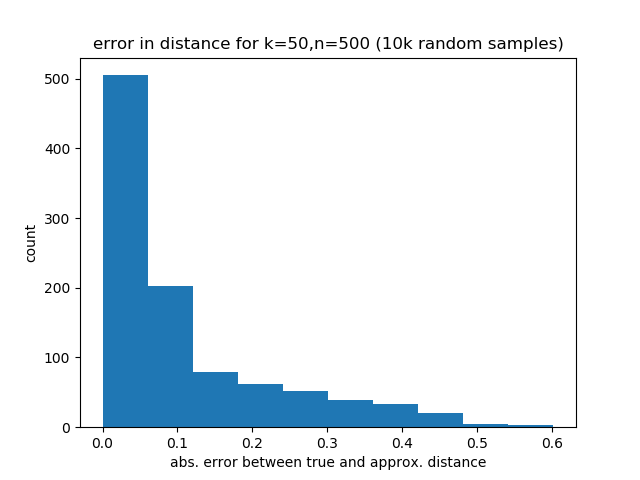 error in distance for k=50,n=500 (10k random samples)
500
400
300
200
100
0
count
0.0 0.1 0.2 0.3 0.4 0.5 0.6
abs. error between true and approx. distance